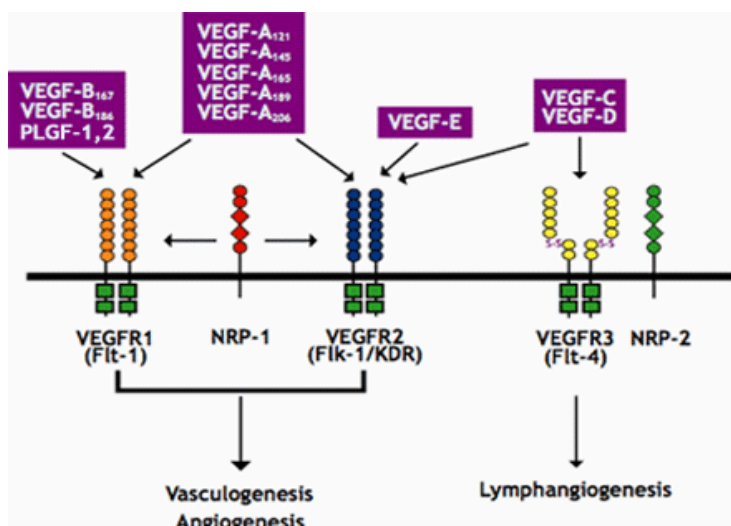 VEGF-A₁₂₁
VEGF-A₁₄₅
VEGF-A₁₆₅
VEGF-A₁₈₉
VEGF-A₂₀₆
VEGF-B₁₆₇
VEGF-B₁₈₆
PLGF-1,2
VEGF-E
VEGF-C
VEGF-D
S-S
S-S
VEGFR1
(Flt-1)
NRP-1
VEGFR2
(Flk-1/KDR)
VEGFR3
(Flt-4)
NRP-2
Vasculogenesis
Angiogenesis
Lymphangiogenesis